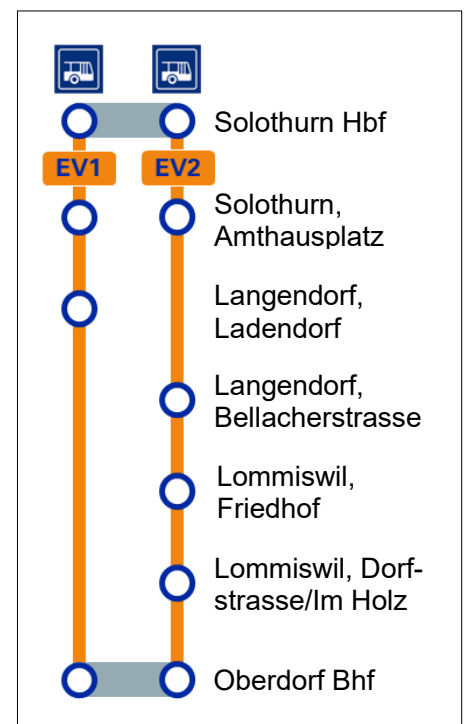 Solothurn Hbf
EV1 EV2
Solothurn,
Amthausplatz
Langendorf,
Ladendorf
Langendorf,
Bellacherstrasse
Lommiswil,
Friedhof
Lommiswil, Dorf-
strasse/Im Holz
Oberdorf Bhf